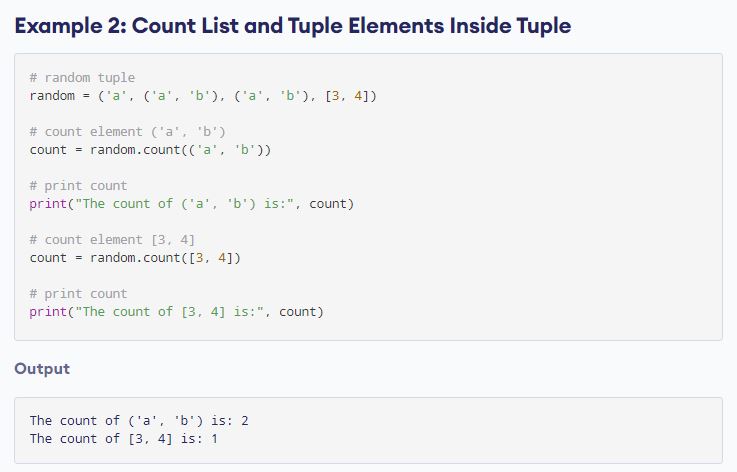 Example 2: Count List and Tuple Elements Inside Tuple
# random tuple
random = ('a', ('a', 'b'), ('a', 'b'), [3, 4])
# count element ('a', 'b')
count = random.count(('a', 'b'))
# print count
print("The count of ('a', 'b') is:", count)
# count element [3, 4]
count = random.count([3, 4])
# print count
print("The count of [3, 4] is:", count)
Output
The count of ('a', 'b') is: 2
The count of [3, 4] is: 1